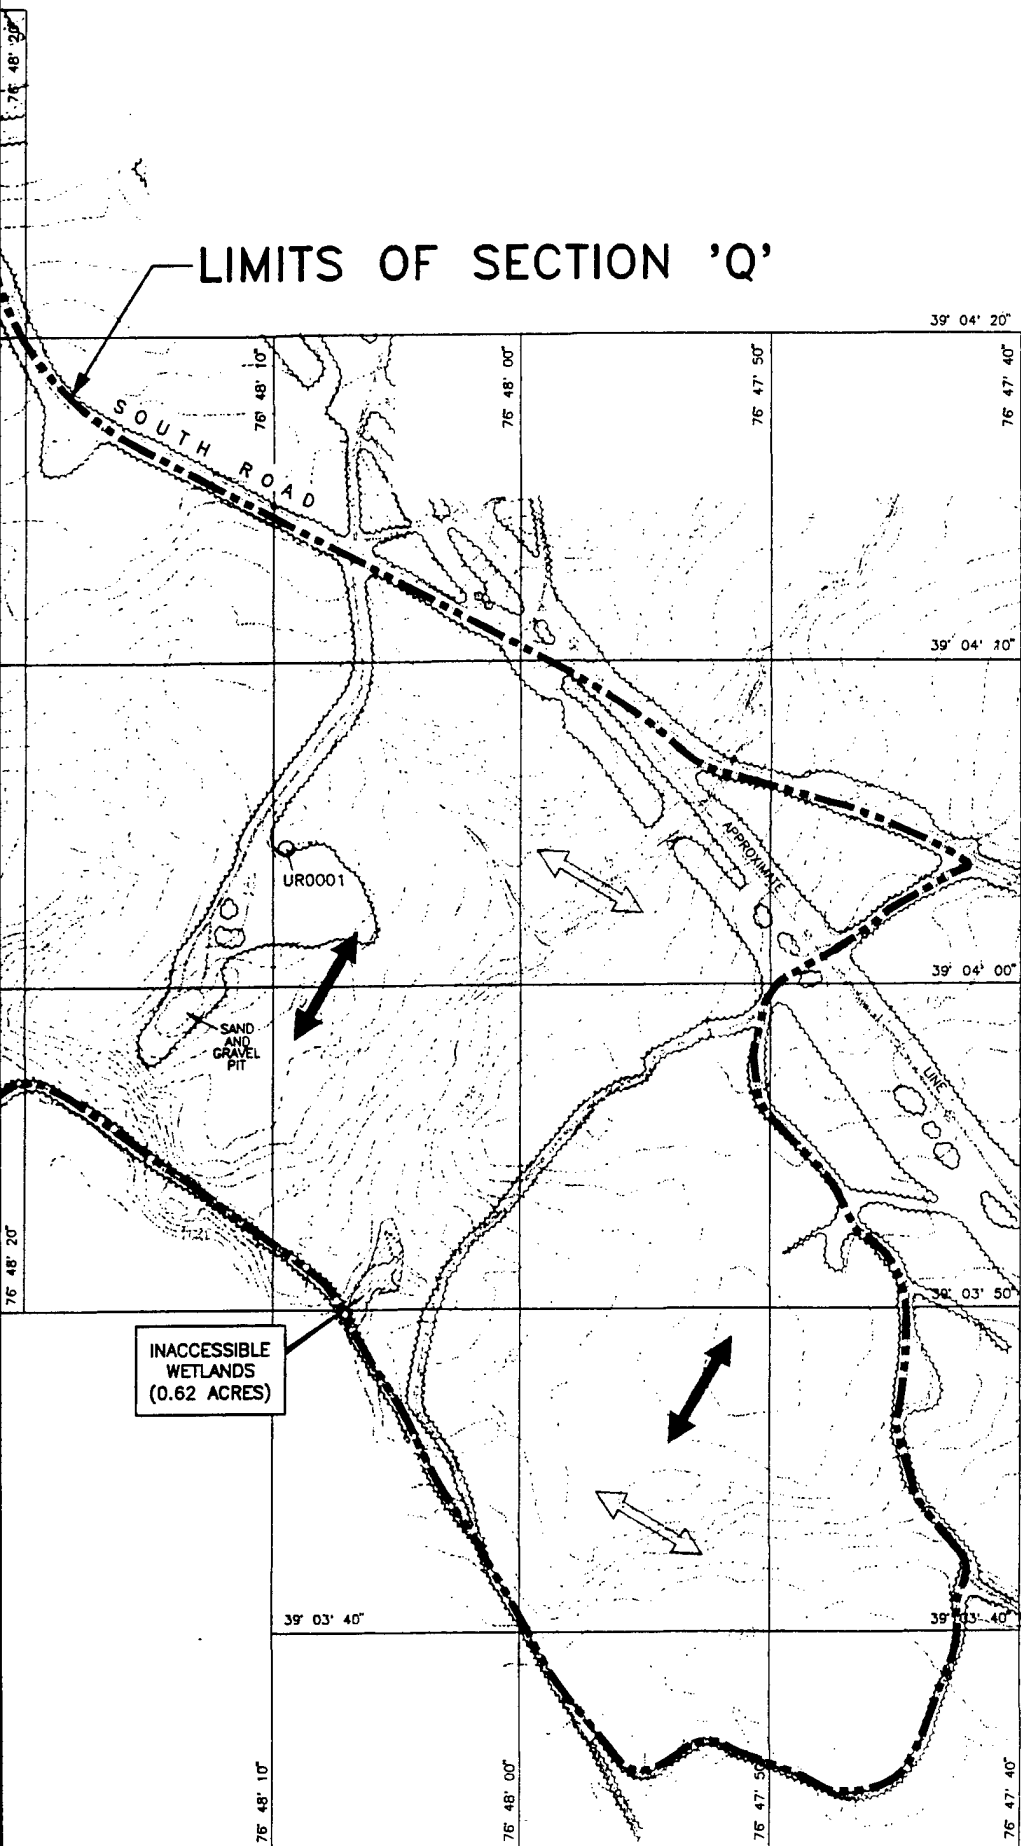 76' 48' 20"
LIMITS OF SECTION 'Q'
39' 04' 20"
76' 48' 10"
76' 48' 00"
76' 47' 50"
76' 47' 40"
SOUTH ROAD
39' 04' 10"
APPROXIMATE
UR0001
39' 04' 00"
SAND
AND
GRAVEL
PIT
LINE
76' 48' 20"
39' 03' 50"
INACCESSIBLE
WETLANDS
(0.62 ACRES)
39' 03' 40"
39' 03' 40"
76' 48' 10"
76' 48' 00"
76' 47' 50"
76' 47' 40"